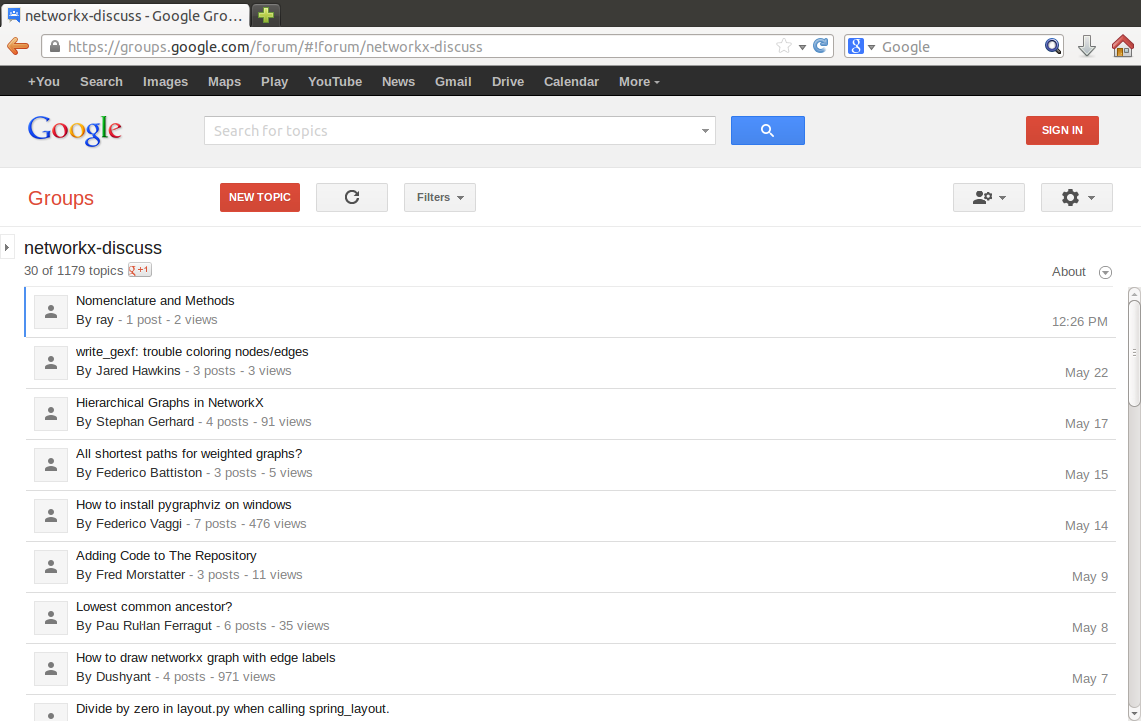 networkx-discuss - Google Gro...
https://groups.google.com/forum/#!forum/networkx-discuss
Google
+You Search Images Maps Play YouTube News Gmail Drive Calendar More
Google
Search for topics
SIGN IN
Groups
NEW TOPIC
Filters
networkx-discuss
30 of 1179 topics
g +1
About
Nomenclature and Methods
By ray - 1 post - 2 views
12:26 PM
write_gexf: trouble coloring nodes/edges
By Jared Hawkins - 3 posts - 3 views
May 22
Hierarchical Graphs in NetworkX
By Stephan Gerhard - 4 posts - 91 views
May 17
All shortest paths for weighted graphs?
By Federico Battiston - 3 posts - 5 views
May 15
How to install pygraphviz on windows
By Federico Vaggi - 7 posts - 476 views
May 14
Adding Code to The Repository
By Fred Morstatter - 3 posts - 11 views
May 9
Lowest common ancestor?
By Pau Rul·lan Ferragut - 6 posts - 35 views
May 8
How to draw networkx graph with edge labels
By Dushyant - 4 posts - 971 views
May 7
Divide by zero in layout.py when calling spring_layout.